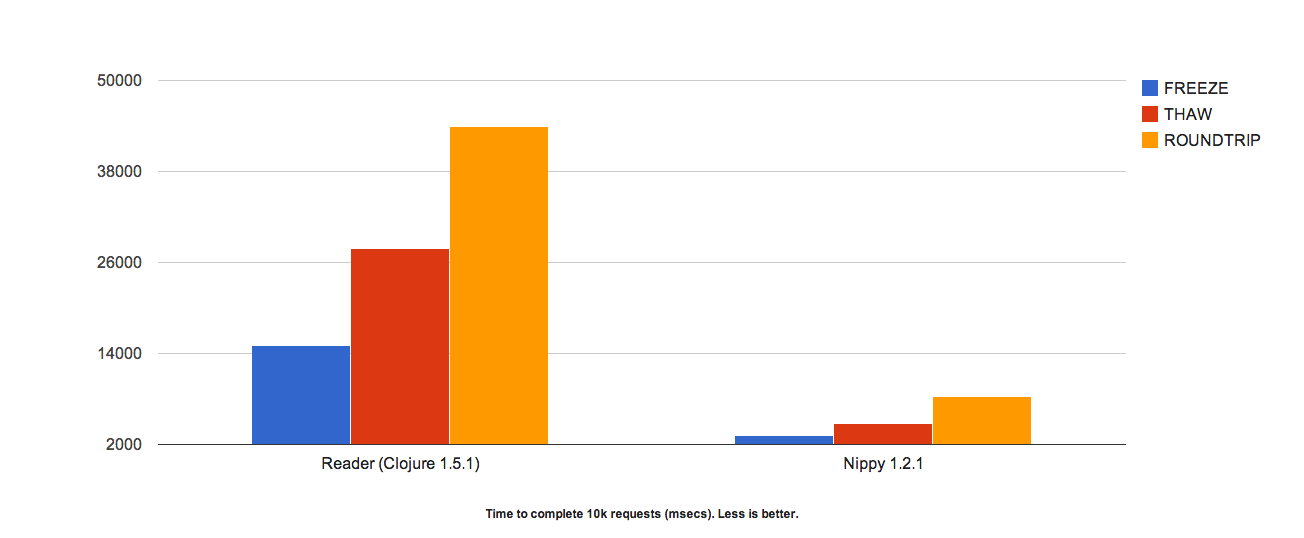 50000
38000
26000
14000
2000
FREEZE
THAW
ROUNDTRIP
Reader (Clojure 1.5.1)
Nippy 1.2.1
Time to complete 10k requests (msecs). Less is better.